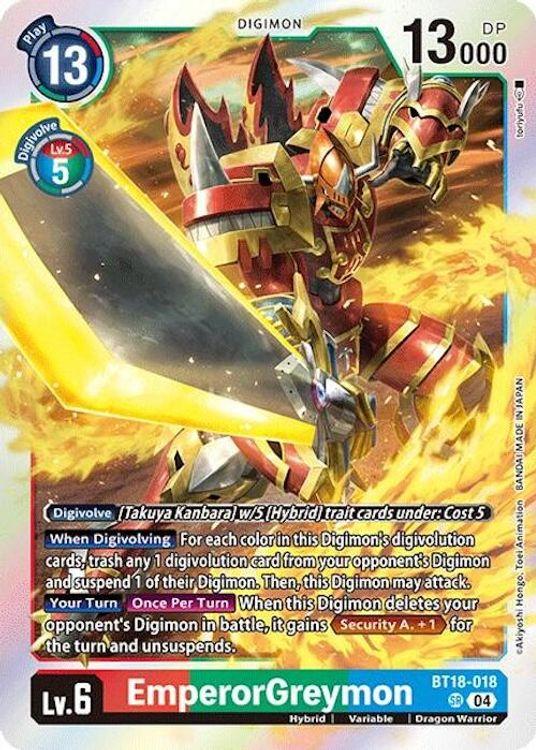 DIGIMON
Play
13
13000
DP
Digivolve
Lv.5
5
toriyufu
Digivolve [Takuya Kanbara] w/5 [Hybrid] trait cards under: Cost 5
When Digivolving For each color in this Digimon's digivolution
cards, trash any 1 digivolution card from your opponent's Digimon
and suspend 1 of their Digimon. Then, this Digimon may attack.
Your Turn Once Per Turn When this Digimon deletes your
opponent's Digimon in battle, it gains Security A. +1 for
the turn and unsuspends.
©Akiyoshi Hongo, Toei Animation BANDAI MADE IN JAPAN
Lv.6
EmperorGreymon
BT18-018
SR 04
Hybrid | Variable | Dragon Warrior